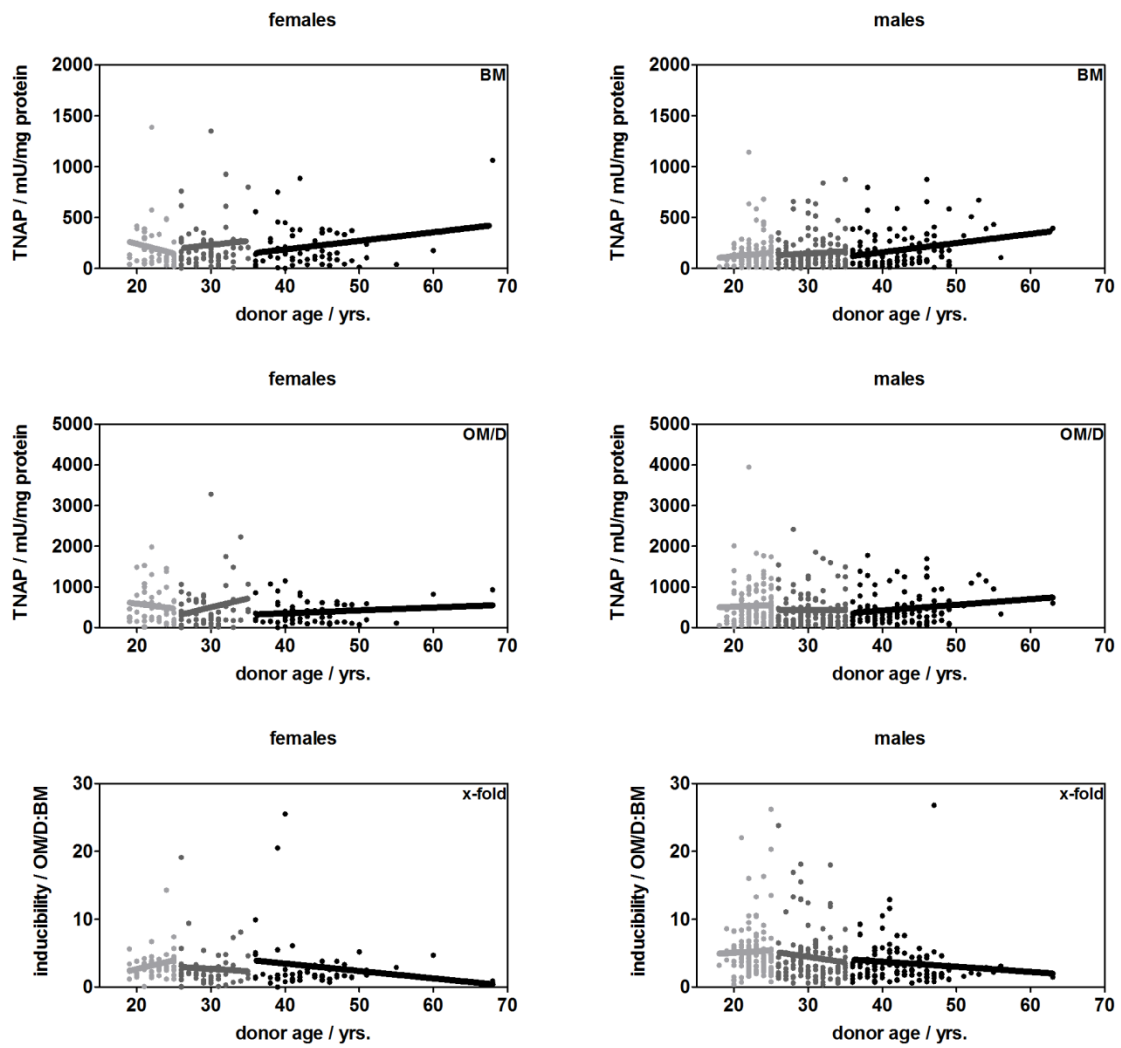 females
2000
BM
1500
1000
500
0
20 30 40 50 60 70
TNAP / mU/mg protein
donor age / yrs.
males
2000
BM
1500
1000
500
0
20 30 40 50 60 70
TNAP / mU/mg protein
donor age / yrs.
females
5000
OM/D
4000
3000
2000
1000
0
20 30 40 50 60 70
TNAP / mU/mg protein
donor age / yrs.
males
5000
OM/D
4000
3000
2000
1000
0
20 30 40 50 60 70
TNAP / mU/mg protein
donor age / yrs.
females
30
x-fold
20
10
0
20 30 40 50 60 70
inducibility / OM/D:BM
donor age / yrs.
males
30
x-fold
20
10
0
20 30 40 50 60 70
inducibility / OM/D:BM
donor age / yrs.